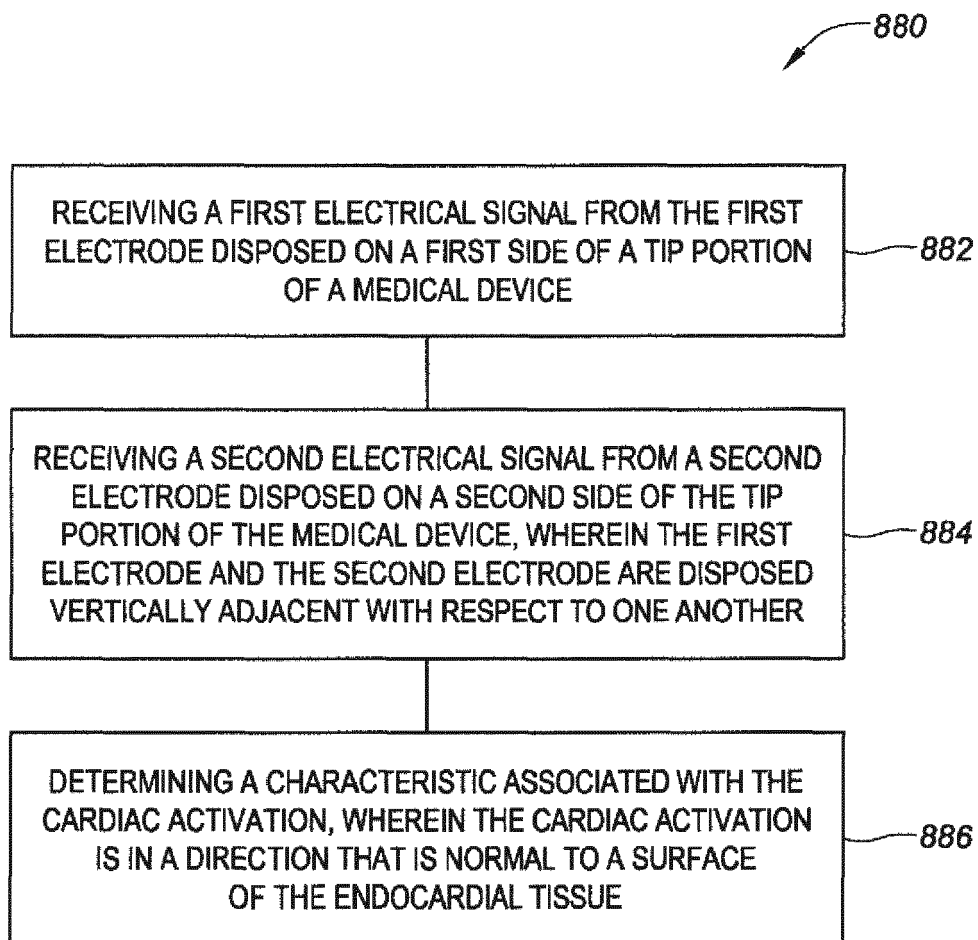 880
RECEIVING A FIRST ELECTRICAL SIGNAL FROM THE FIRST
ELECTRODE DISPOSED ON A FIRST SIDE OF A TIP PORTION
OF A MEDICAL DEVICE
882
RECEIVING A SECOND ELECTRICAL SIGNAL FROM A SECOND
ELECTRODE DISPOSED ON A SECOND SIDE OF THE TIP
PORTION OF THE MEDICAL DEVICE, WHEREIN THE FIRST
ELECTRODE AND THE SECOND ELECTRODE ARE DISPOSED
VERTICALLY ADJACENT WITH RESPECT TO ONE ANOTHER
884
DETERMINING A CHARACTERISTIC ASSOCIATED WITH THE
CARDIAC ACTIVATION, WHEREIN THE CARDIAC ACTIVATION
IS IN A DIRECTION THAT IS NORMAL TO A SURFACE
OF THE ENDOCARDIAL TISSUE
886